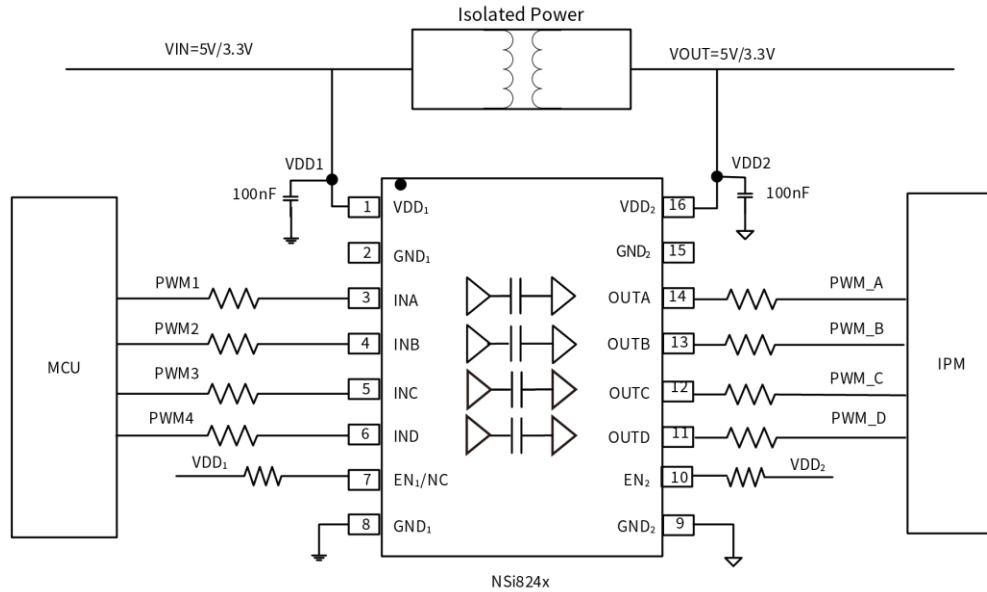 Isolated Power
VIN=5V/3.3V
VOUT=5V/3.3V
VDD1
VDD2
100nF
100nF
1
VDD₁
VDD₂
16
2
GND₁
GND₂
15
PWM1
3
INA
OUTA
14
PWM_A
PWM2
4
INB
OUTB
13
PWM_B
MCU
IPM
PWM3
5
INC
OUTC
12
PWM_C
PWM4
6
IND
OUTD
11
PWM_D
VDD₁
7
EN₁/NC
EN₂
10
VDD₂
8
GND₁
GND₂
9
NSi824x